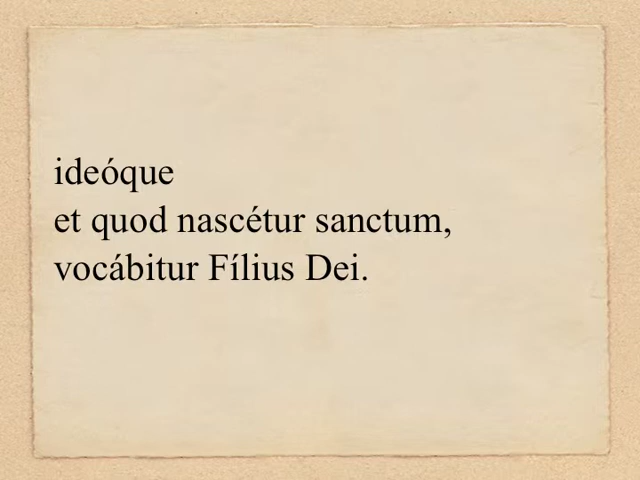 ideóque
et quod nascétur sanctum,
vocábitur Fílius Dei.